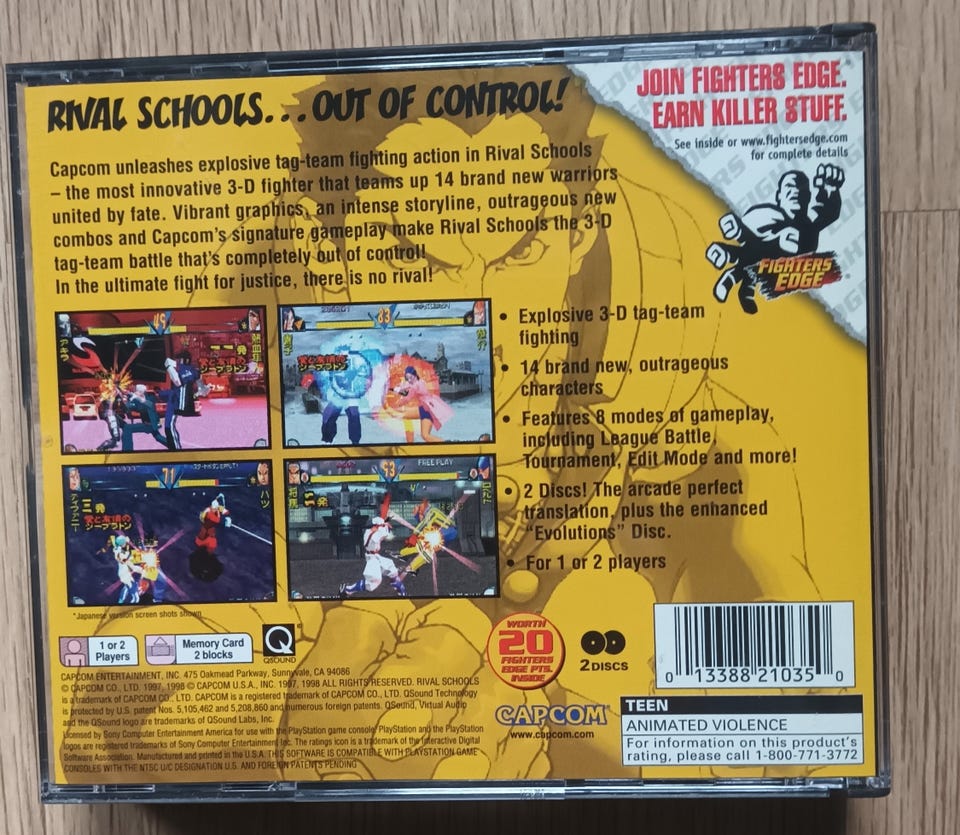 RIVAL SCHOOLS...OUT OF CONTROL!
JOIN FIGHTERS EDGE.
EARN KILLER STUFF.
See inside or www.fightersedge.com
for complete details
FIGHTERS
EDGE
Capcom unleashes explosive tag-team fighting action in Rival Schools
– the most innovative 3-D fighter that teams up 14 brand new warriors
united by fate. Vibrant graphics, an intense storyline, outrageous new
combos and Capcom's signature gameplay make Rival Schools the 3-D
tag-team battle that's completely out of control!
In the ultimate fight for justice, there is no rival!
• Explosive 3-D tag-team
fighting
• 14 brand new, outrageous
characters
• Features 8 modes of gameplay,
including League Battle,
Tournament, Edit Mode and more!
• 2 Discs! The arcade perfect
translation, plus the enhanced
"Evolutions" Disc.
• For 1 or 2 players
83
71
FREE PLAY
93
*Japanese version screen shots shown
1 or 2
Players
Memory Card
2 blocks
Q
QSOUND
WORTH
20
FIGHTERS
EDGE PTS.
INSIDE
2 DISCS
CAPCOM
www.capcom.com
0 13388 21035 0
TEEN
ANIMATED VIOLENCE
For information on this product's
rating, please call 1-800-771-3772
CAPCOM ENTERTAINMENT, INC. 475 Oakmead Parkway, Sunnyvale, CA 94086
© CAPCOM CO., LTD. 1997, 1998 © CAPCOM U.S.A., INC. 1997, 1998 ALL RIGHTS RESERVED. RIVAL SCHOOLS
is a trademark of CAPCOM CO., LTD. CAPCOM is a registered trademark of CAPCOM CO., LTD. QSound Technology
is protected by U.S. patent Nos. 5,105,462 and 5,208,860 and numerous foreign patents. QSound, Virtual Audio
and the QSound logo are trademarks of QSound Labs, Inc.
Licensed by Sony Computer Entertainment America for use with the PlayStation game console. PlayStation and the PlayStation
logos are registered trademarks of Sony Computer Entertainment Inc. The ratings icon is a trademark of the Interactive Digital
Software Association. Manufactured and printed in the U.S.A. THIS SOFTWARE IS COMPATIBLE WITH PLAYSTATION GAME
CONSOLES WITH THE NTSC U/C DESIGNATION U.S. AND FOREIGN PATENTS PENDING